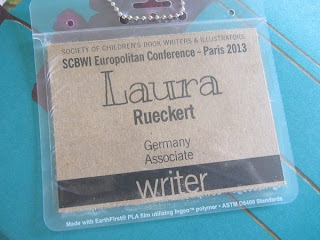 SOCIETY OF CHILDREN'S BOOK WRITERS & ILLUSTRATORS
SCBWI Europolitan Conference - Paris 2013
Laura
Rueckert
Germany
Associate
writer
Made with EarthFirst® PLA film utilizing Ingeo™ polymer • ASTM D6400 Standards